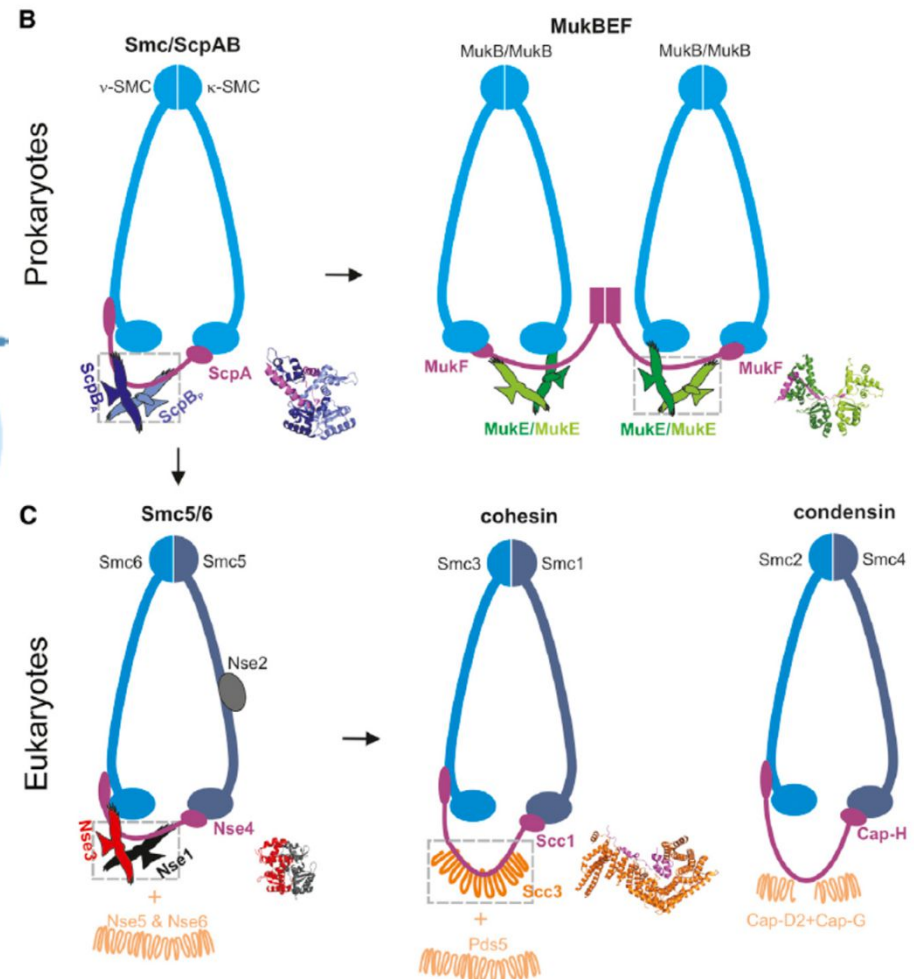 B
Prokaryotes
Smc/ScpAB
ν-SMC
κ-SMC
ScpA
ScpBA
ScpBP
MukBEF
MukB/MukB
MukB/MukB
MukF
MukF
MukE/MukE
MukE/MukE
C
Eukaryotes
Smc5/6
Smc6
Smc5
Nse2
Nse4
Nse3
Nse1
+
Nse5 & Nse6
cohesin
Smc3
Smc1
Scc1
Scc3
+
Pds5
condensin
Smc2
Smc4
Cap-H
Cap-D2+Cap-G